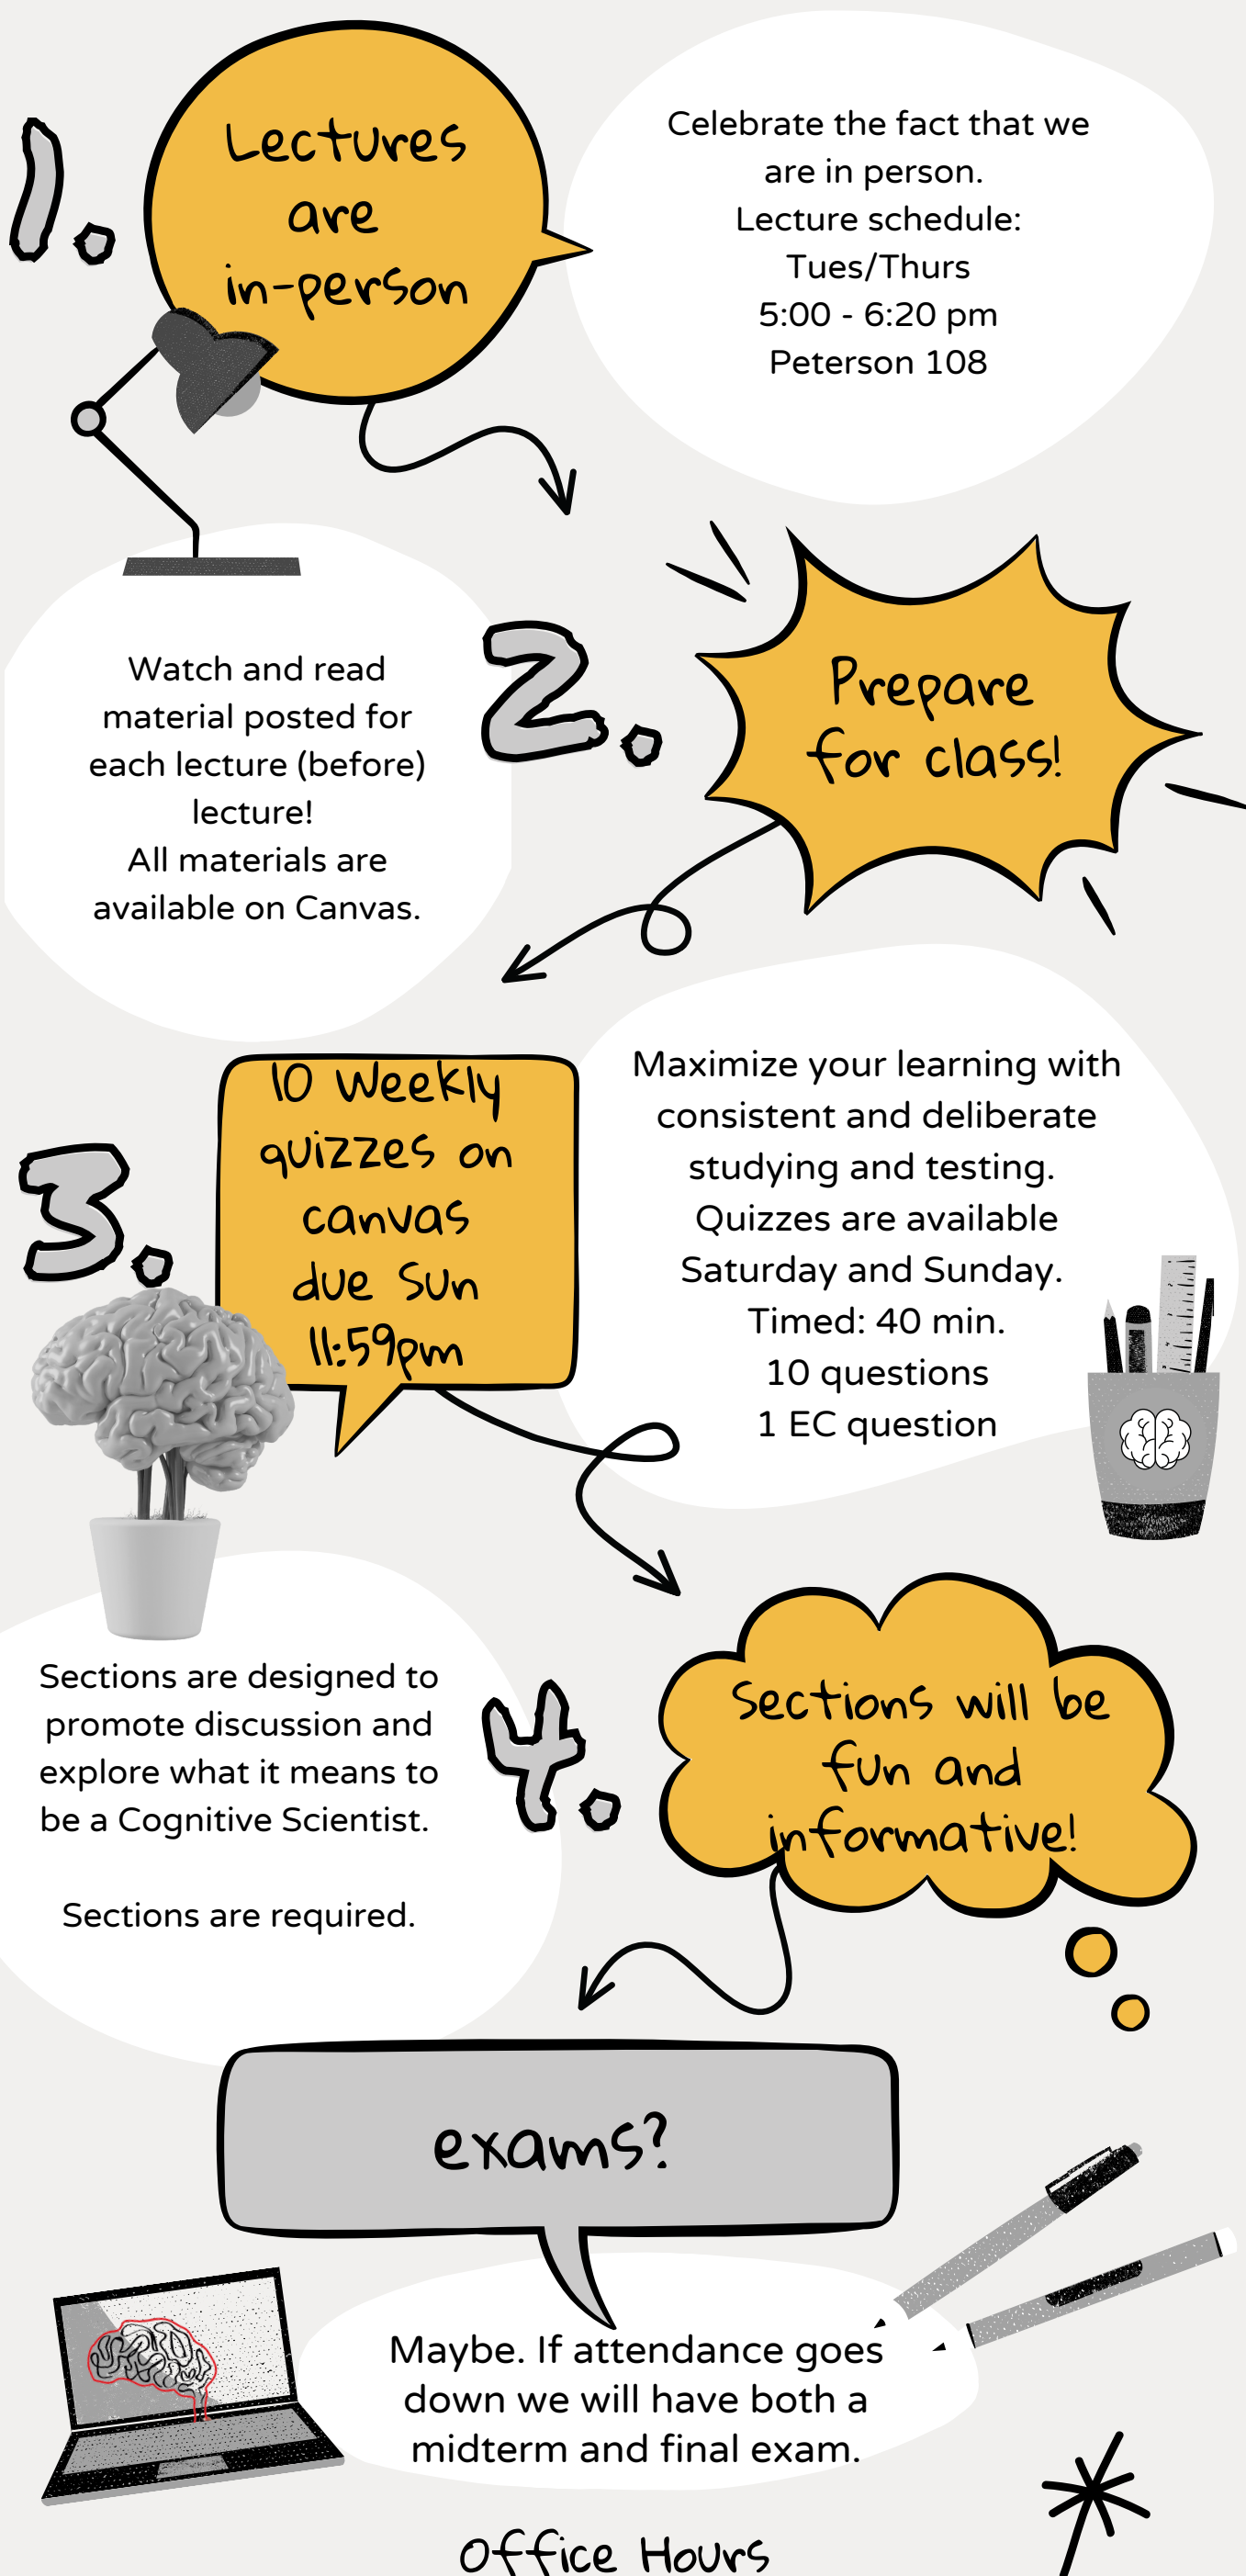 1.
Lectures
are
in-person
Celebrate the fact that we
are in person.
Lecture schedule:
Tues/Thurs
5:00 - 6:20 pm
Peterson 108
2.
Prepare
for class!
Watch and read
material posted for
each lecture (before)
lecture!
All materials are
available on Canvas.
3.
10 Weekly
quizzes on
canvas
due Sun
11:59pm
Maximize your learning with
consistent and deliberate
studying and testing.
Quizzes are available
Saturday and Sunday.
Timed: 40 min.
10 questions
1 EC question
4.
Sections will be
fun and
informative!
Sections are designed to
promote discussion and
explore what it means to
be a Cognitive Scientist.
Sections are required.
exams?
Maybe. If attendance goes
down we will have both a
midterm and final exam.
Office Hours